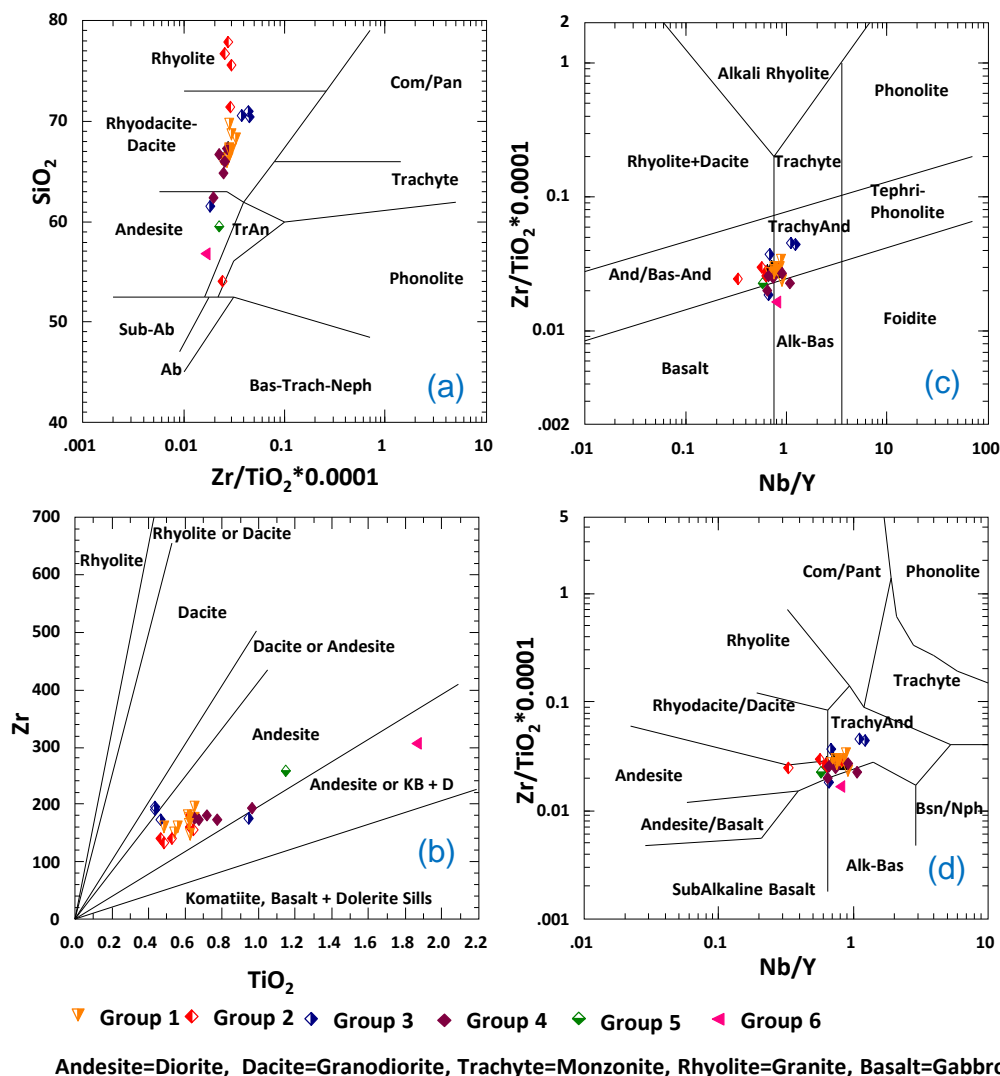 80
70
60
50
40
SiO2
.001
0.01
0.1
1
10
Zr/TiO2*0.0001
Rhyolite
Com/Pan
Rhyodacite-
Dacite
Trachyte
Andesite
TrAn
Phonolite
Sub-Ab
Ab
Bas-Trach-Neph
(a)
2
1
0.1
0.01
.002
Zr/TiO2*0.0001
0.01
0.1
1
10
100
Nb/Y
Alkali Rhyolite
Phonolite
Rhyolite+Dacite
Trachyte
Tephri-
Phonolite
TrachyAnd
And/Bas-And
Foidite
Alk-Bas
Basalt
(c)
700
600
500
400
300
200
100
0
Zr
0.0
0.2
0.4
0.6
0.8
1.0
1.2
1.4
1.6
1.8
2.0
2.2
TiO2
Rhyolite or Dacite
Rhyolite
Dacite
Dacite or Andesite
Andesite
Andesite or KB + D
(b)
Komatiite, Basalt + Dolerite Sills
5
1
0.1
0.01
.001
Zr/TiO2*0.0001
.01
0.1
1
10
Nb/Y
Com/Pant
Phonolite
Rhyolite
Trachyte
Rhyodacite/Dacite
TrachyAnd
Andesite
Bsn/Nph
Andesite/Basalt
Alk-Bas
SubAlkaline Basalt
(d)
Group 1 Group 2 Group 3 Group 4 Group 5 Group 6
Andesite=Diorite, Dacite=Granodiorite, Trachyte=Monzonite, Rhyolite=Granite, Basalt=Gabbro